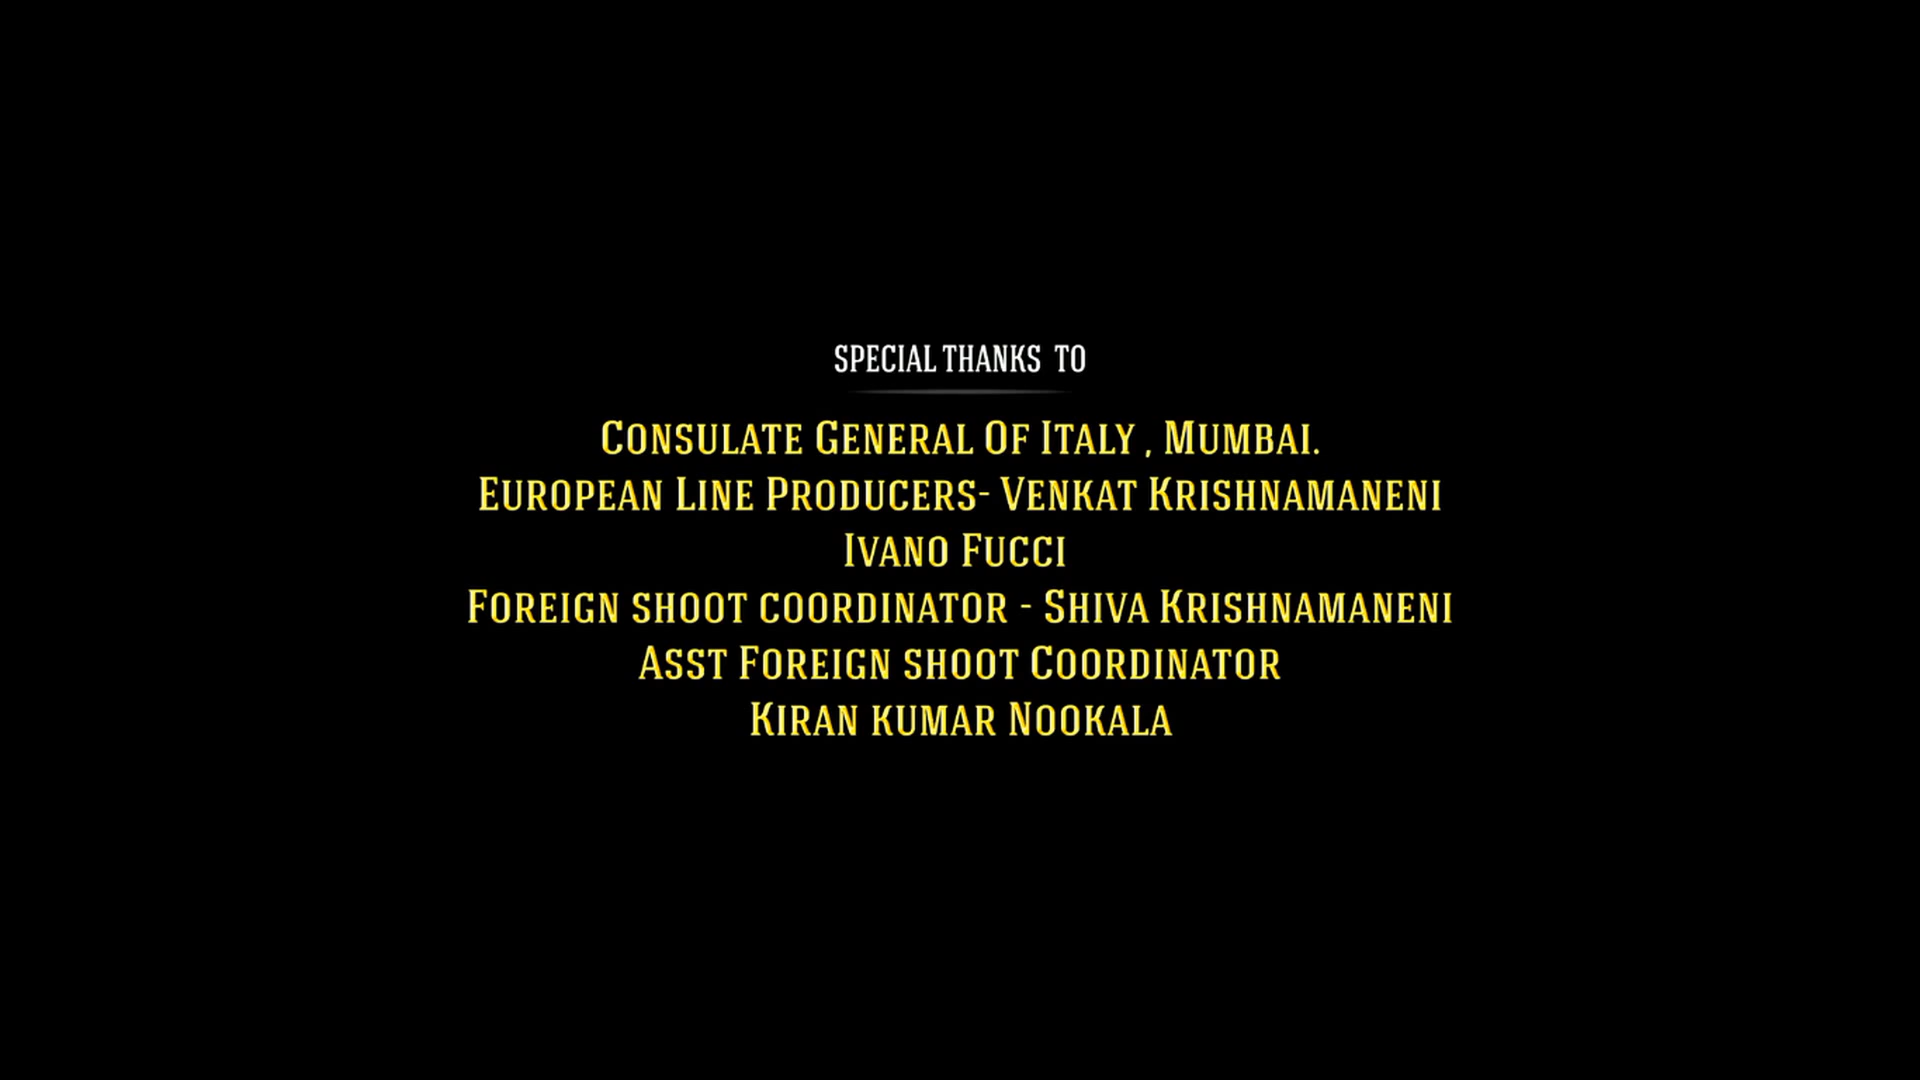 SPECIAL THANKS TO
CONSULATE GENERAL OF ITALY , MUMBAI.
EUROPEAN LINE PRODUCERS- VENKAT KRISHNAMANENI
IVANO FUCCI
FOREIGN SHOOT COORDINATOR - SHIVA KRISHNAMANENI
ASST FOREIGN SHOOT COORDINATOR
KIRAN KUMAR NOOKALA